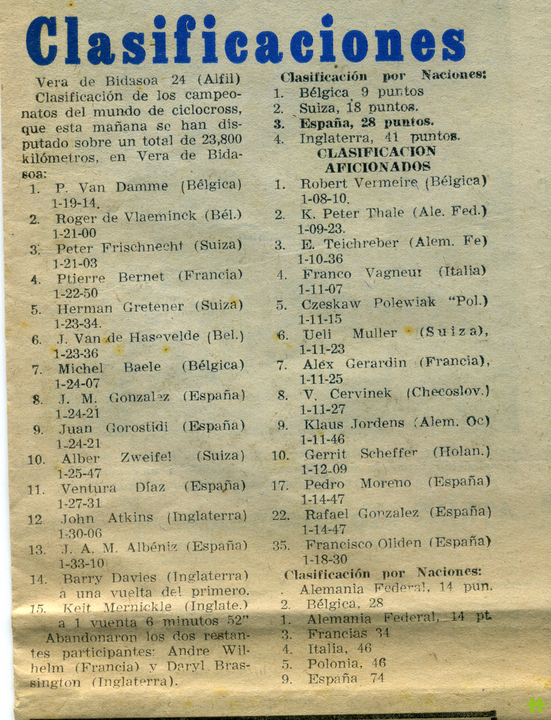 Clasificaciones
Vera de Bidasoa 24 (Alfil)
Clasificación de los campeo-
natos del mundo de ciclocross,
que esta mañana se han dis-
putado sobre un total de 23,800
kilómetros, en Vera de Bida-
soa:
1. P. Van Damme (Bélgica)
1-19-14.
2. Roger de Vlaeminck (Bél.)
1-21-00
3. Peter Frischnecht (Suiza)
1-21-03
4. Ptierre Bernet (Francia)
1-22-50
5. Herman Gretener (Suiza)
1-23-34.
6. J. Van de Hasevelde (Bel.)
1-23-36
7. Michel Baele (Bélgica)
1-24-07
8. J. M. Gonzalez (España)
1-24-21
9. Juan Gorostidi (España)
1-24-21
10. Alber Zweifel (Suiza)
1-25-47
11. Ventura Díaz (España)
1-27-31
12 John Atkins (Inglaterra)
1-30-06
13. J. A. M. Albéniz (España)
1-33-10
14. Barry Davies (Inglaterra)
a una vuelta del primero.
15. Keit Mernickle (Inglate.)
a 1 vuenta 6 minutos 52"
Abandonaron los dos restan-
tes participantes: Andre Wil-
helm (Francia) y Daryl Bras-
sington (Inglaterra).
Clasificación por Naciones:
1. Bélgica 9 puntos
2. Suiza, 18 puntos.
3. España, 28 puntos.
4. Inglaterra, 41 puntos.
CLASIFICACION
AFICIONADOS
1. Robert Vermeire (Bélgica)
1-08-10.
2. K. Peter Thale (Ale. Fed.)
1-09-23.
3. E. Teichreber (Alem. Fe)
1-10-36
4. Franco Vagneur (Italia)
1-11-07
5. Czeskaw Polewiak "Pol.)
1-11-15
6. Ueli Muller (Suiza),
1-11-23
7. Alex Gerardin (Francia),
1-11-25
8. V. Cervinek (Checoslov.)
1-11-27
9. Klaus Jordens (Alem. Oc)
1-11-46
10. Gerrit Scheffer (Holan.)
1-12-09
17. Pedro Moreno (España)
1-14-47
22. Rafael Gonzalez (España)
1-14-47
35. Francisco Oliden (España)
1-18-30
Clasificación por Naciones:
. Alemania Federal, 14 pun.
2. Bélgica, 28
1. Alemania Federal, 14 pt.
3. Francias 34
4. Italia, 46
5. Polonia, 46
9. España 74